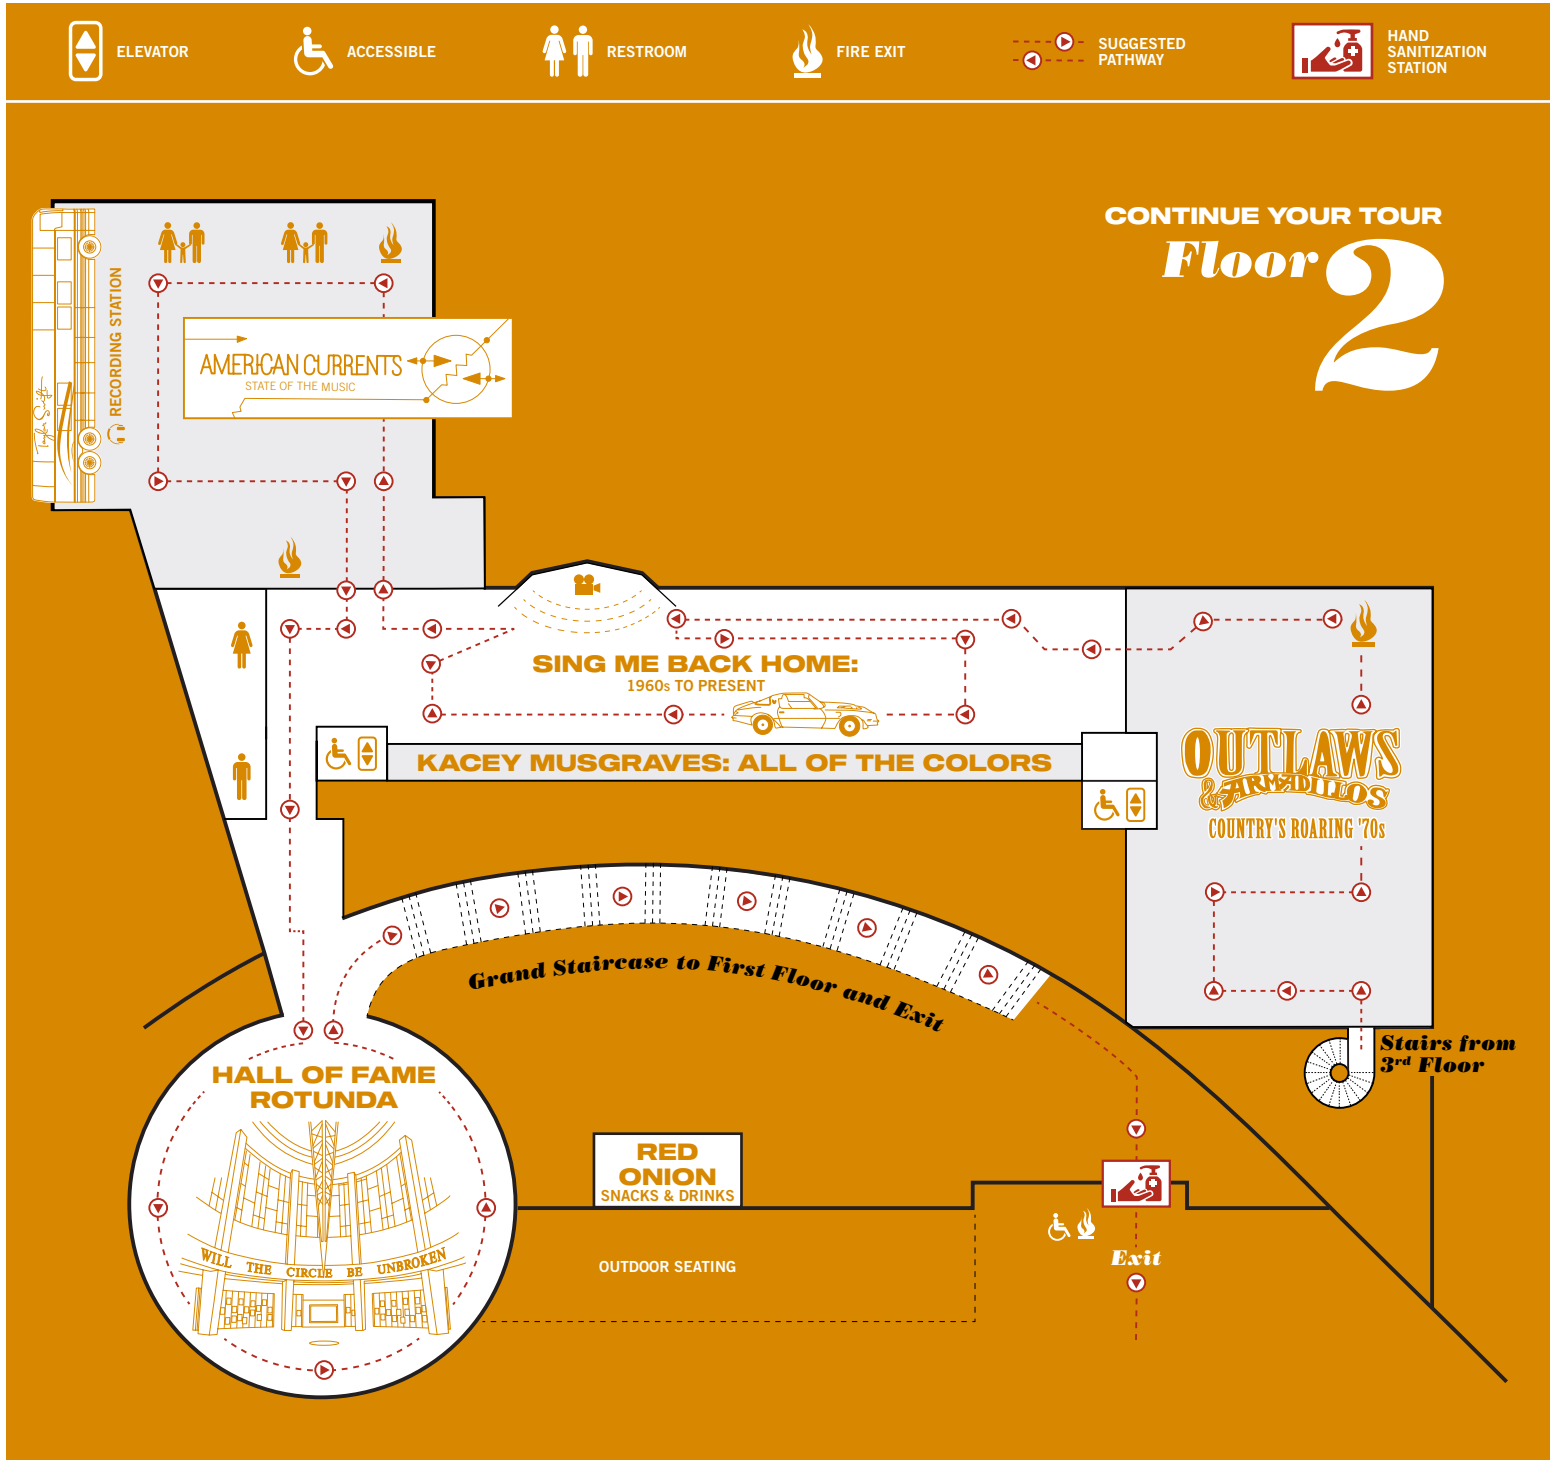 ELEVATOR
ACCESSIBLE
RESTROOM
FIRE EXIT
SUGGESTED
PATHWAY
HAND
SANITIZATION
STATION
CONTINUE YOUR TOUR
Floor 2
RECORDING STATION
Taylor Swift
AMERICAN CURRENTS
STATE OF THE MUSIC
SING ME BACK HOME:
1960s TO PRESENT
KACEY MUSGRAVES: ALL OF THE COLORS
OUTLAWS
& ARMADILLOS
COUNTRY'S ROARING '70s
Grand Staircase to First Floor and Exit
Stairs from
3rd Floor
HALL OF FAME
ROTUNDA
WILL THE CIRCLE BE UNBROKEN
RED
ONION
SNACKS & DRINKS
OUTDOOR SEATING
Exit